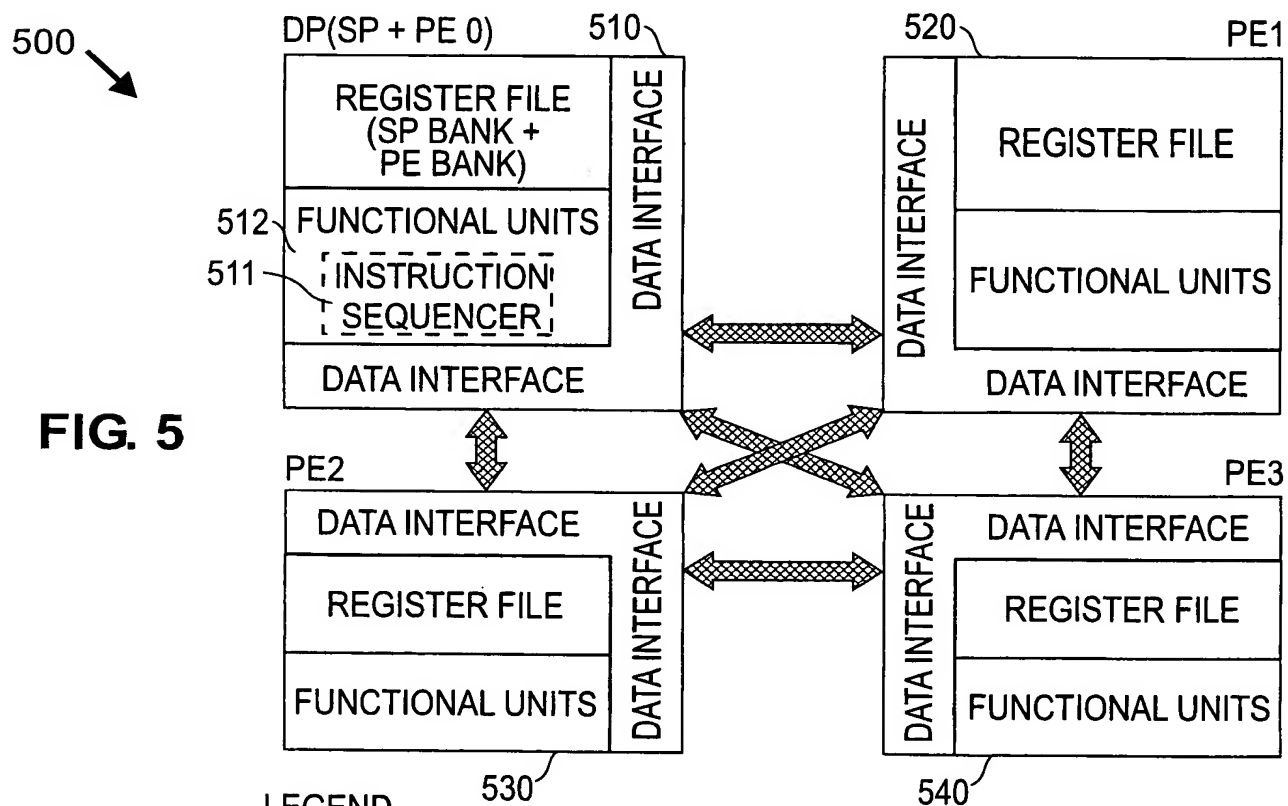 500
DP(SP + PE 0)
510
520
PE1
REGISTER FILE
(SP BANK +
PE BANK)
DATA INTERFACE
512
FUNCTIONAL UNITS
511
INSTRUCTION
SEQUENCER
DATA INTERFACE
DATA INTERFACE
REGISTER FILE
FUNCTIONAL UNITS
DATA INTERFACE
FIG. 5
PE2
DATA INTERFACE
REGISTER FILE
FUNCTIONAL UNITS
DATA INTERFACE
530
PE3
DATA INTERFACE
DATA INTERFACE
REGISTER FILE
FUNCTIONAL UNITS
540
LEGEND